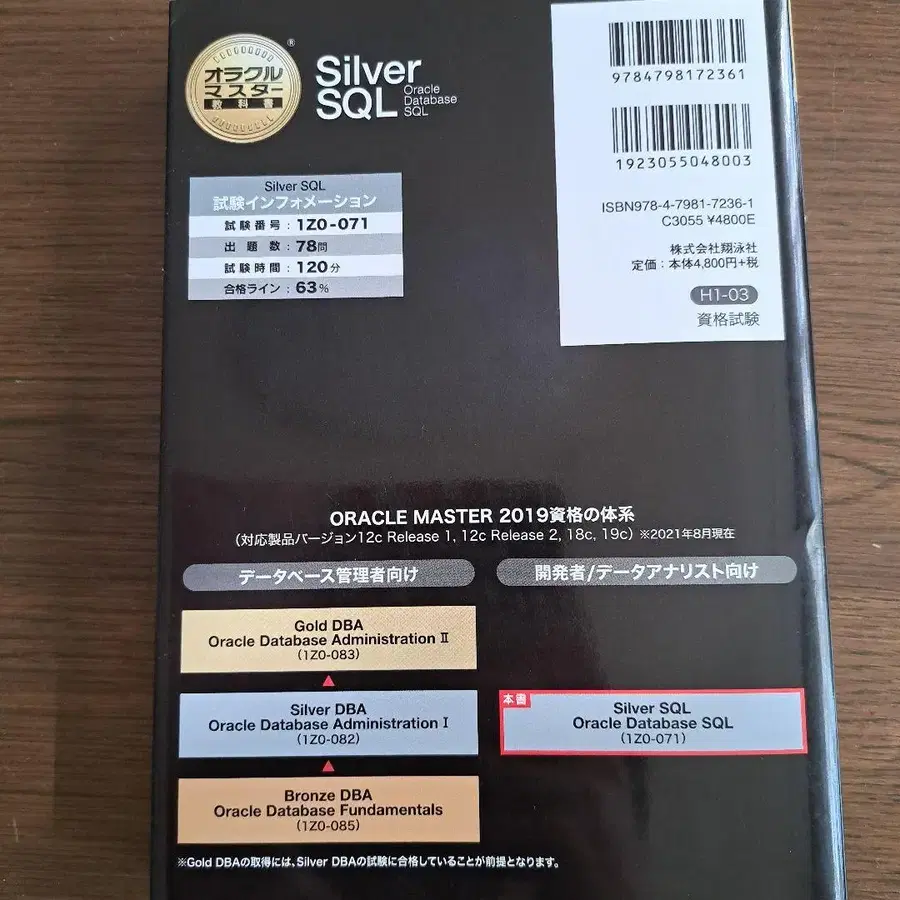 オラクル
マスター
教科書
®
Silver
SQL
Oracle
Database
SQL
9784798172361
1923055048003
ISBN978-4-7981-7236-1
C3055 ¥4800E
株式会社翔泳社
定価：本体4,800円+税
H1-03
資格試験
Silver SQL
試験インフォメーション
試験番号：1Z0-071
出題数：78問
試験時間：120分
合格ライン：63%
ORACLE MASTER 2019資格の体系
（対応製品バージョン12c Release 1, 12c Release 2, 18c, 19c）※2021年8月現在
データベース管理者向け
開発者/データアナリスト向け
Gold DBA
Oracle Database Administration Ⅱ
(1Z0-083)
Silver DBA
Oracle Database Administration Ⅰ
(1Z0-082)
Bronze DBA
Oracle Database Fundamentals
(1Z0-085)
本書
Silver SQL
Oracle Database SQL
(1Z0-071)
※Gold DBAの取得には、Silver DBAの試験に合格していることが前提となります。